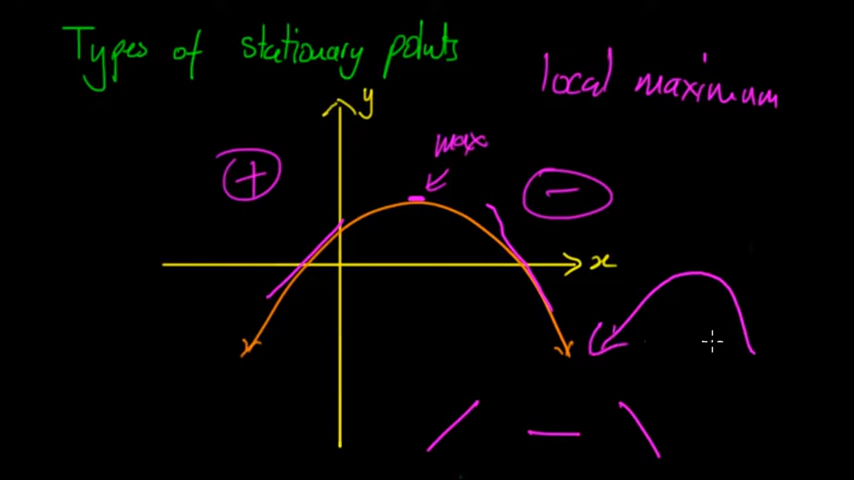 Types of stationary points
local maximum
y
max
+
−
x